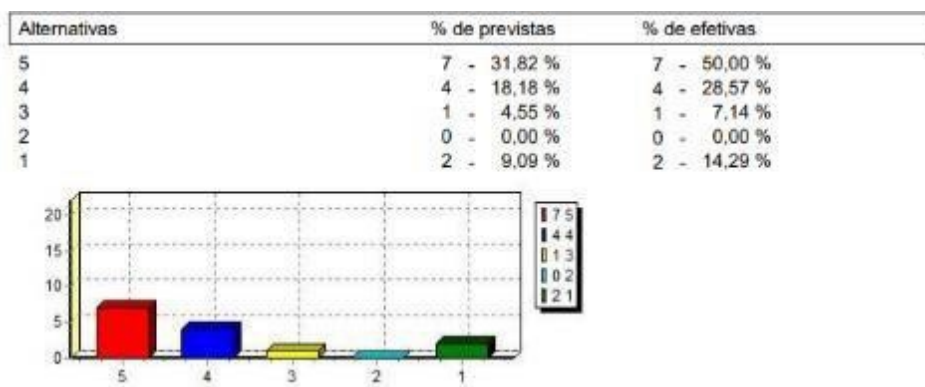 Alternativas % de previstas % de efetivas
5 7 - 31,82 % 7 - 50,00 %
4 4 - 18,18 % 4 - 28,57 %
3 1 - 4,55 % 1 - 7,14 %
2 0 - 0,00 % 0 - 0,00 %
1 2 - 9,09 % 2 - 14,29 %
20
15
10
5
0
5 4 3 2 1
7 5
4 4
1 3
0 2
2 1